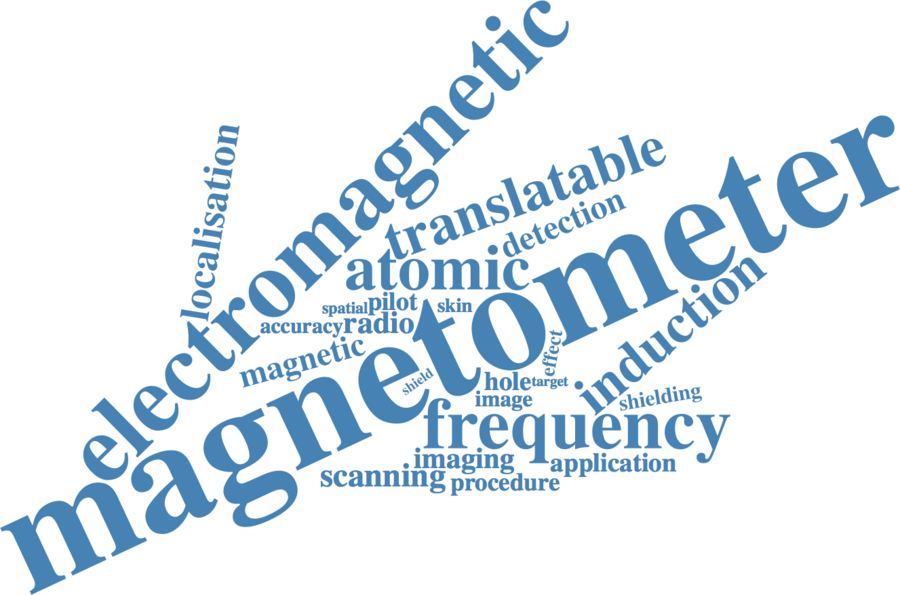 electromagnetic
localisation
translatable
detection
atomic
magnetometer
spatial
pilot
skin
accuracy
radio
induction
magnetic
effect
shield
hole
target
image
shielding
frequency
imaging
application
scanning
procedure